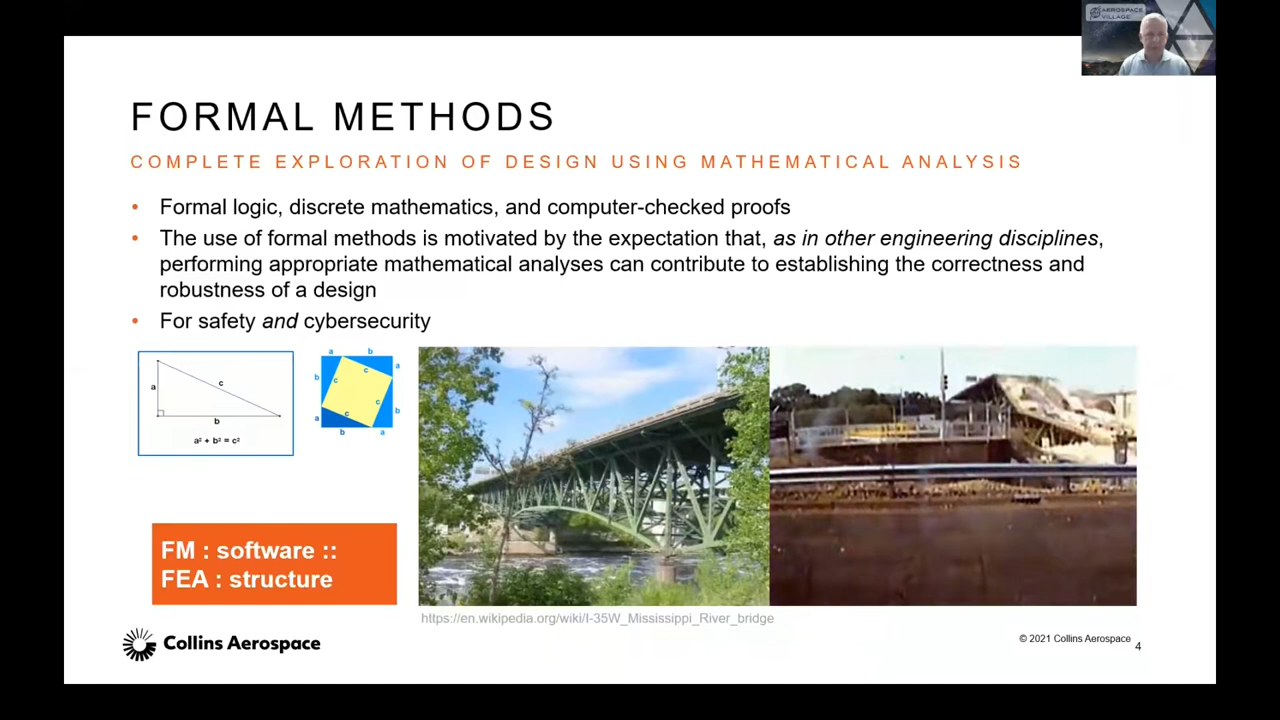 AEROSPACE
VILLAGE
FORMAL METHODS
COMPLETE EXPLORATION OF DESIGN USING MATHEMATICAL ANALYSIS
• Formal logic, discrete mathematics, and computer-checked proofs
• The use of formal methods is motivated by the expectation that, as in other engineering disciplines,
performing appropriate mathematical analyses can contribute to establishing the correctness and
robustness of a design
• For safety and cybersecurity
a
c
b
a² + b² = c²
a
b
c
a
b
c
c
a
c
b
b
a
FM : software ::
FEA : structure
https://en.wikipedia.org/wiki/I-35W_Mississippi_River_bridge
Collins Aerospace
© 2021 Collins Aerospace
4